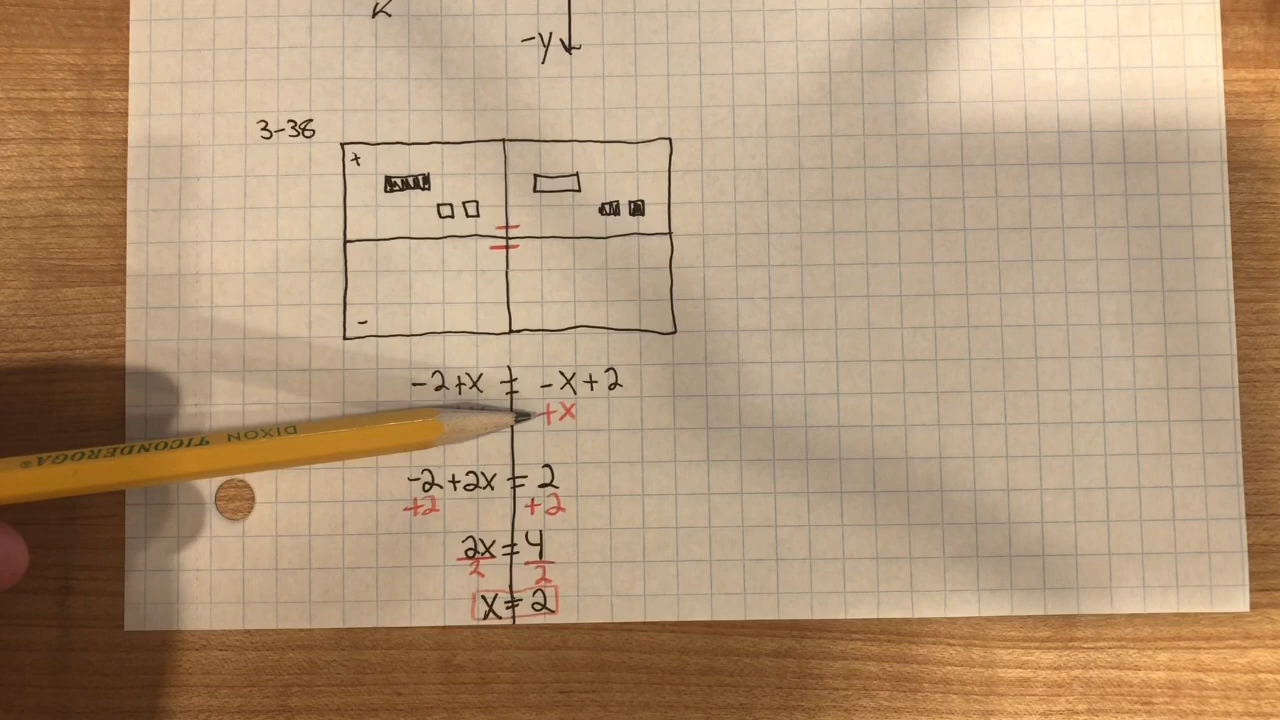 -y
3-38
+
=
-
-2+x = -x+2
+x
DIXON TICONDEROGA®
-2+2x = 2
+2 +2
2x = 4
2 2
x = 2